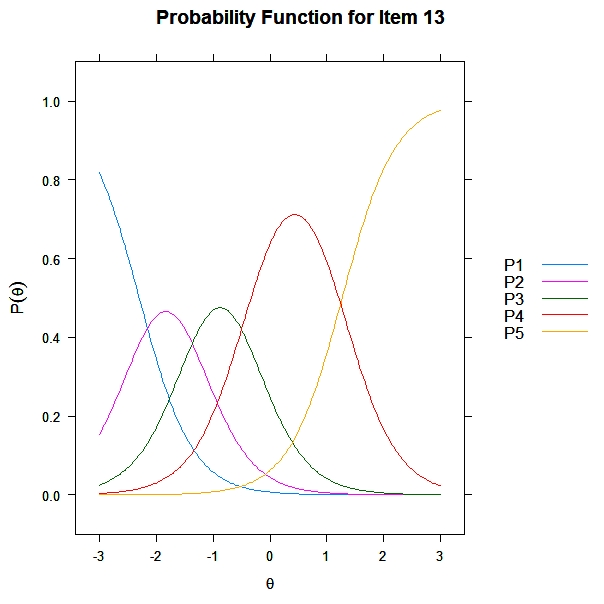 Probability Function for Item 13
P(θ)
1.0
0.8
0.6
0.4
0.2
0.0
-3 -2 -1 0 1 2 3
θ
P1
P2
P3
P4
P5